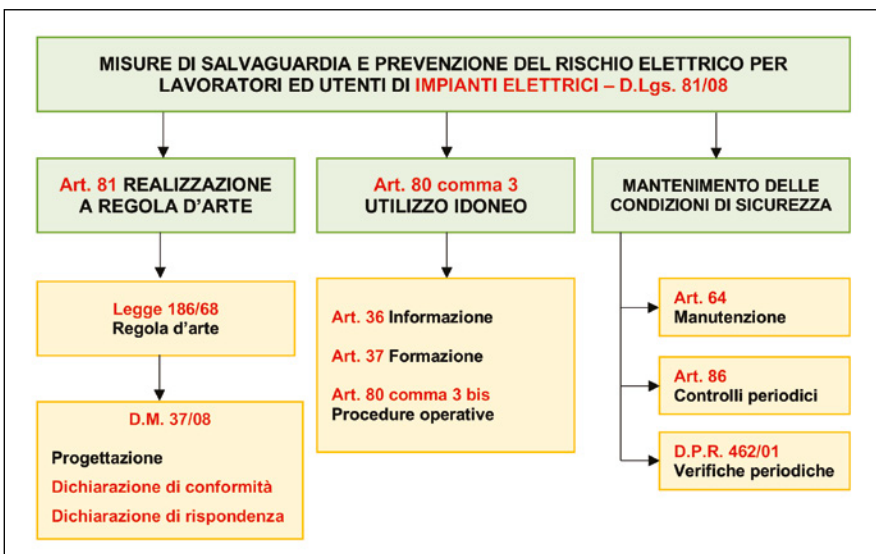 MISURE DI SALVAGUARDIA E PREVENZIONE DEL RISCHIO ELETTRICO PER
LAVORATORI ED UTENTI DI IMPIANTI ELETTRICI – D.Lgs. 81/08
Art. 81 REALIZZAZIONE
A REGOLA D'ARTE
Legge 186/68
Regola d'arte
D.M. 37/08
Progettazione
Dichiarazione di conformità
Dichiarazione di rispondenza
Art. 80 comma 3
UTILIZZO IDONEO
Art. 36 Informazione
Art. 37 Formazione
Art. 80 comma 3 bis
Procedure operative
MANTENIMENTO DELLE
CONDIZIONI DI SICUREZZA
Art. 64
Manutenzione
Art. 86
Controlli periodici
D.P.R. 462/01
Verifiche periodiche